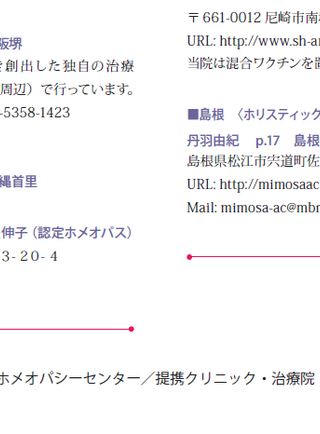 阪堺
を創出した独自の治療
周辺）で行っています。
-5358-1423
縄首里
伸子（認定ホメオパス）
３-２０-４
〒661-0012 尼崎市南
URL: http://www.sh-a
当院は混合ワクチンを
■島根 〈ホリスティック
丹羽由紀 p.17 島根
島根県松江市宍道町佐
URL: http://mimosaac
Mail: mimosa-ac@mb
ホメオパシーセンター／提携クリニック・治療院